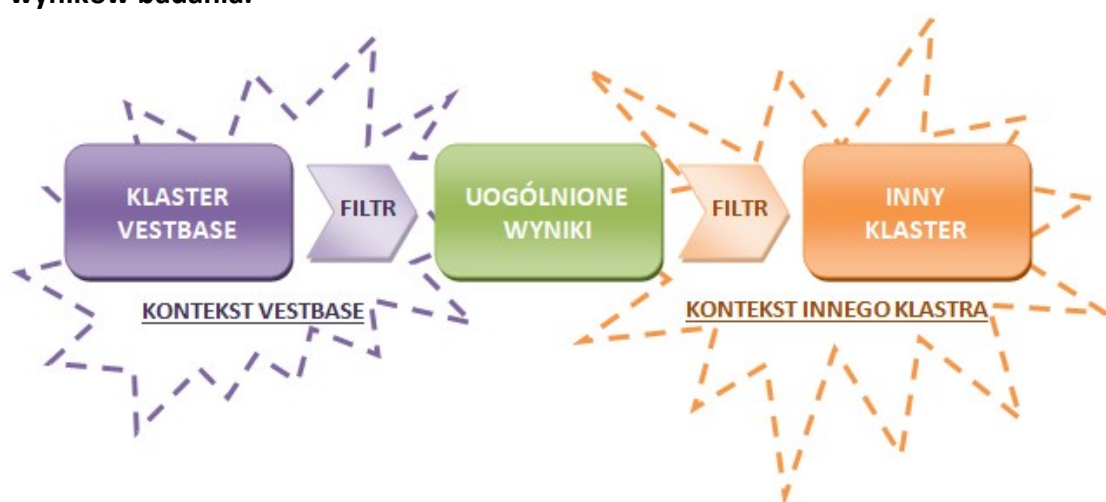 wyników badania.
KLASTER
VESTBASE
FILTR
UOGÓLNIONE
WYNIKI
FILTR
INNY
KLASTER
KONTEKST VESTBASE
KONTEKST INNEGO KLASTRA